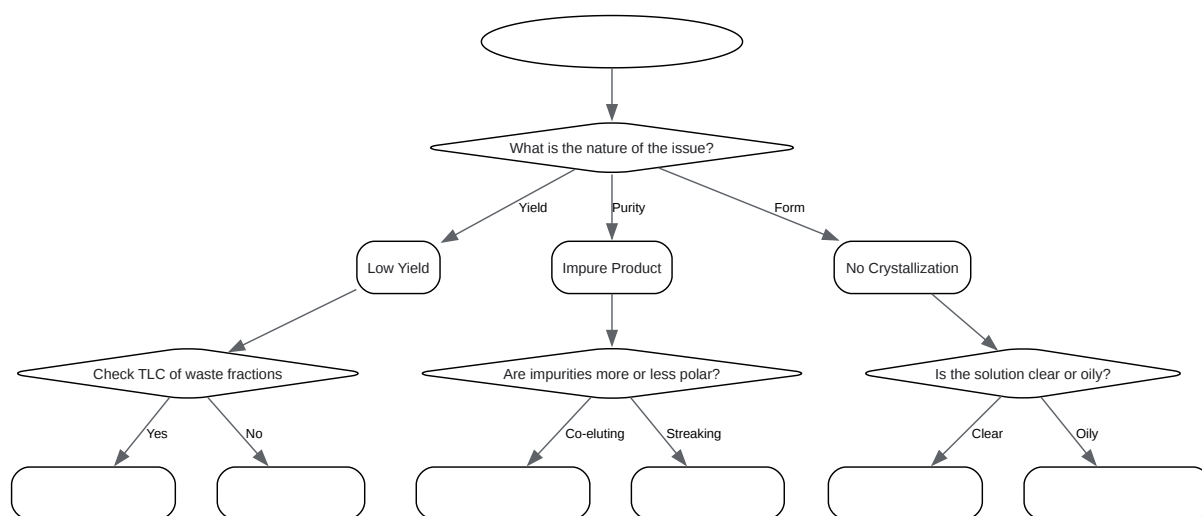 What is the nature of the issue?
Yield
Purity
Form
Low Yield
Impure Product
No Crystallization
Check TLC of waste fractions
Are impurities more or less polar?
Is the solution clear or oily?
Yes
No
Co-eluting
Streaking
Clear
Oily